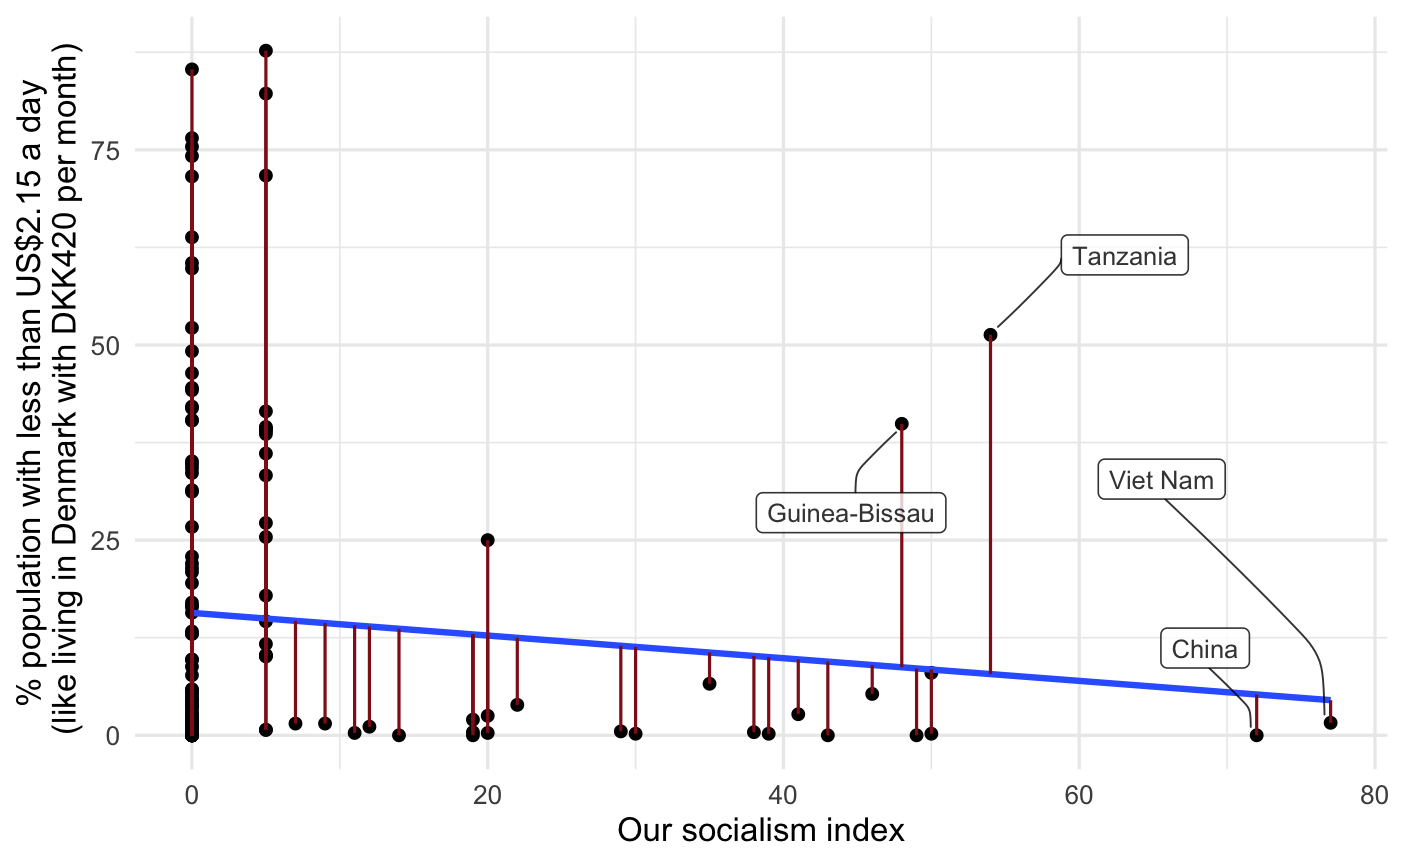 % population with less than US$2.15 a day
(like living in Denmark with DKK420 per month)
75
50
25
0
Tanzania
Viet Nam
Guinea-Bissau
China
0 20 40 60 80
Our socialism index